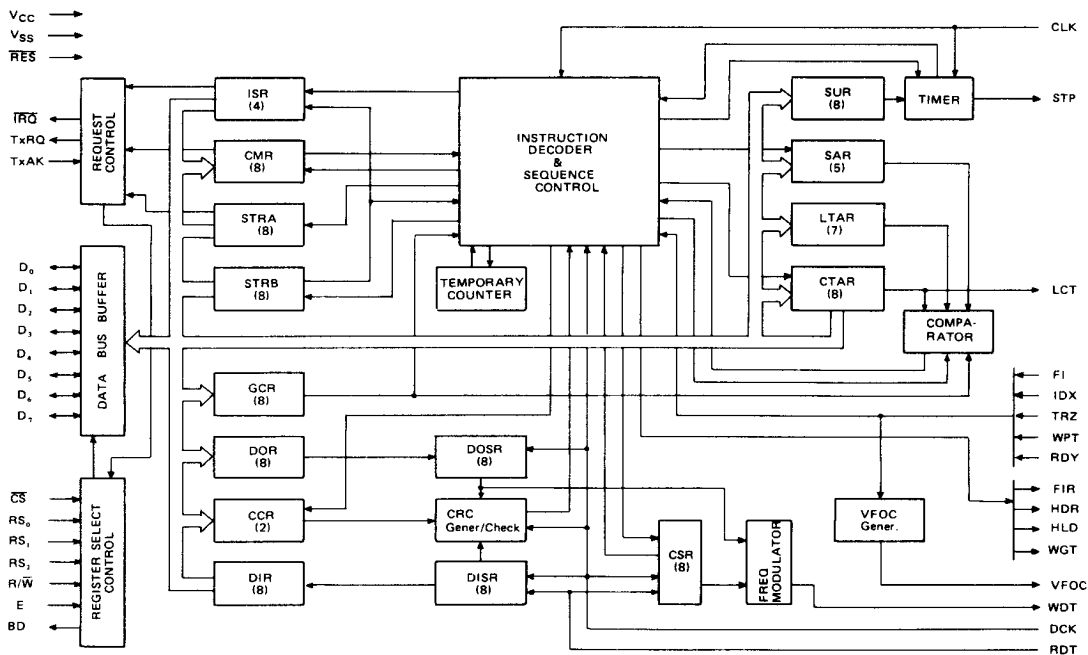 VCC
VSS
RES
IRQ
TxRQ
TxAK
REQUEST
CONTROL
D0
D1
D2
D3
D4
D5
D6
D7
DATA BUS BUFFER
CS
RS0
RS1
RS2
R/W
E
BD
REGISTER SELECT
CONTROL
ISR
(4)
CMR
(8)
STRA
(8)
STRB
(8)
GCR
(8)
DOR
(8)
CCR
(2)
DIR
(8)
INSTRUCTION
DECODER
&
SEQUENCE
CONTROL
TEMPORARY
COUNTER
DOSR
(8)
CRC
Gener/Check
DISR
(8)
CSR
(8)
FREQ
MODULATOR
SUR
(8)
TIMER
SAR
(5)
LTAR
(7)
CTAR
(8)
COMPA-
RATOR
VFOC
Gener.
CLK
STP
LCT
FI
IDX
TRZ
WPT
RDY
FIR
HDR
HLD
WGT
VFOC
WDT
DCK
RDT